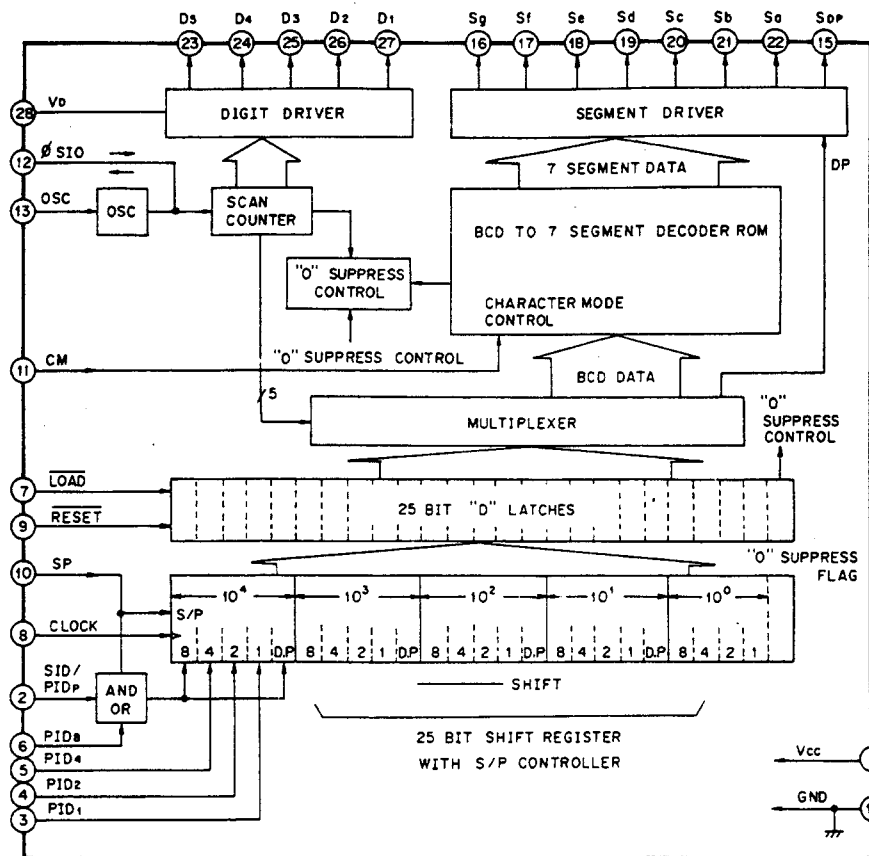 D5 D4 D3 D2 D1 Sg Sf Se Sd Sc Sb Sa SDP
23 24 25 26 27 16 17 18 19 20 21 22 15
28 VD
DIGIT DRIVER
SEGMENT DRIVER
12 ø SIO
7 SEGMENT DATA
DP
13 OSC
OSC
SCAN
COUNTER
BCD TO 7 SEGMENT DECODER ROM
"O" SUPPRESS
CONTROL
CHARACTER MODE
CONTROL
"O" SUPPRESS CONTROL
11 CM
BCD DATA
/5
MULTIPLEXER
"O"
SUPPRESS
CONTROL
7 LOAD
25 BIT "D" LATCHES
9 RESET
10 SP
"O" SUPPRESS
FLAG
10⁴ 10³ 10² 10¹ 10⁰
S/P
8 CLOCK
8 4 2 1 D.P 8 4 2 1 D.P 8 4 2 1 D.P 8 4 2 1 D.P 8 4 2 1
2 SID/
PIDP
AND
OR
SHIFT
6 PID8
25 BIT SHIFT REGISTER
WITH S/P CONTROLLER
5 PID4
4 PID2
3 PID1
Vcc
GND